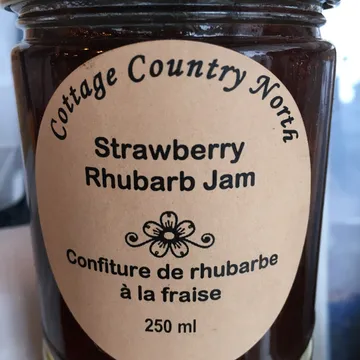 Cottage Country North
Strawberry
Rhubarb Jam
Confiture de rhubarbe
à la fraise
250 ml